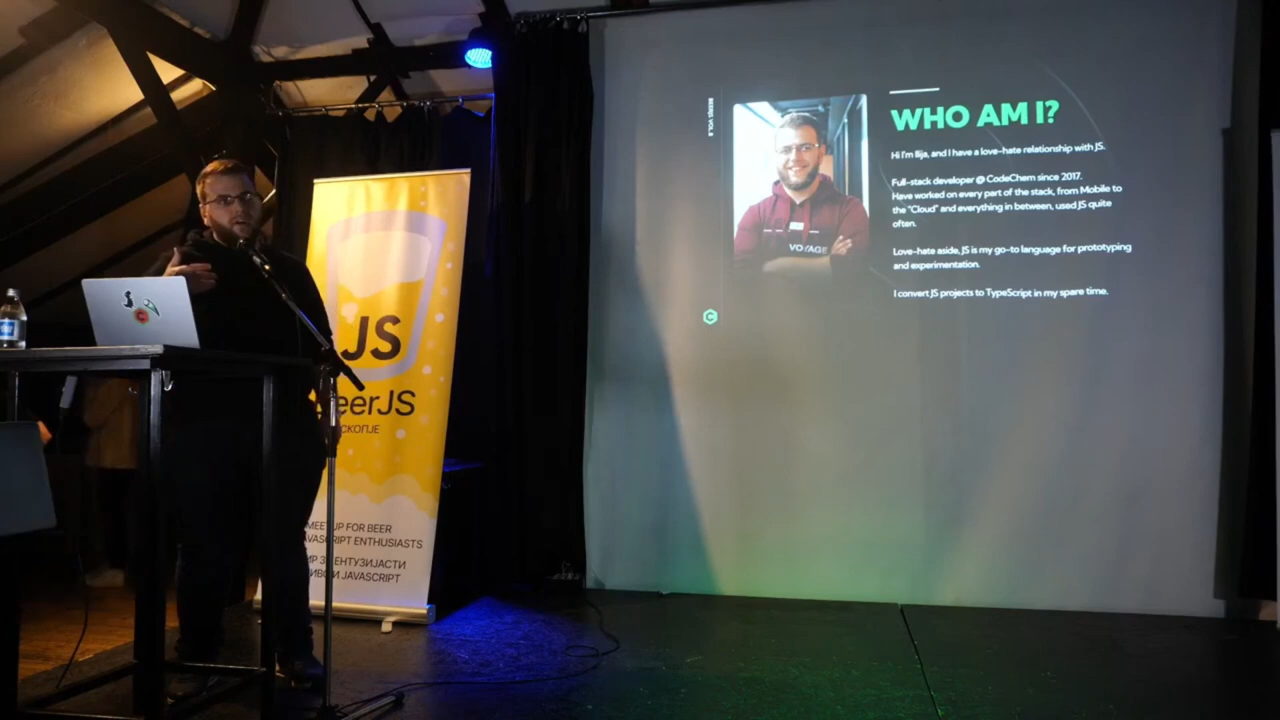 JS
eerJS
СКОПЈЕ
MEETUP FOR BEER
JAVASCRIPT ENTHUSIASTS
ЕНТУЗИЈАСТИ
И JAVASCRIPT
BEERJS VOL.8
WHO AM I?
Hi I'm Ilija, and I have a love-hate relationship with JS.
Full-stack developer @ CodeChem since 2017.
Have worked on every part of the stack, from Mobile to
the "Cloud" and everything in between, used JS quite
often.
Love-hate aside, JS is my go-to language for prototyping
and experimentation.
I convert JS projects to TypeScript in my spare time.
VOYAGE